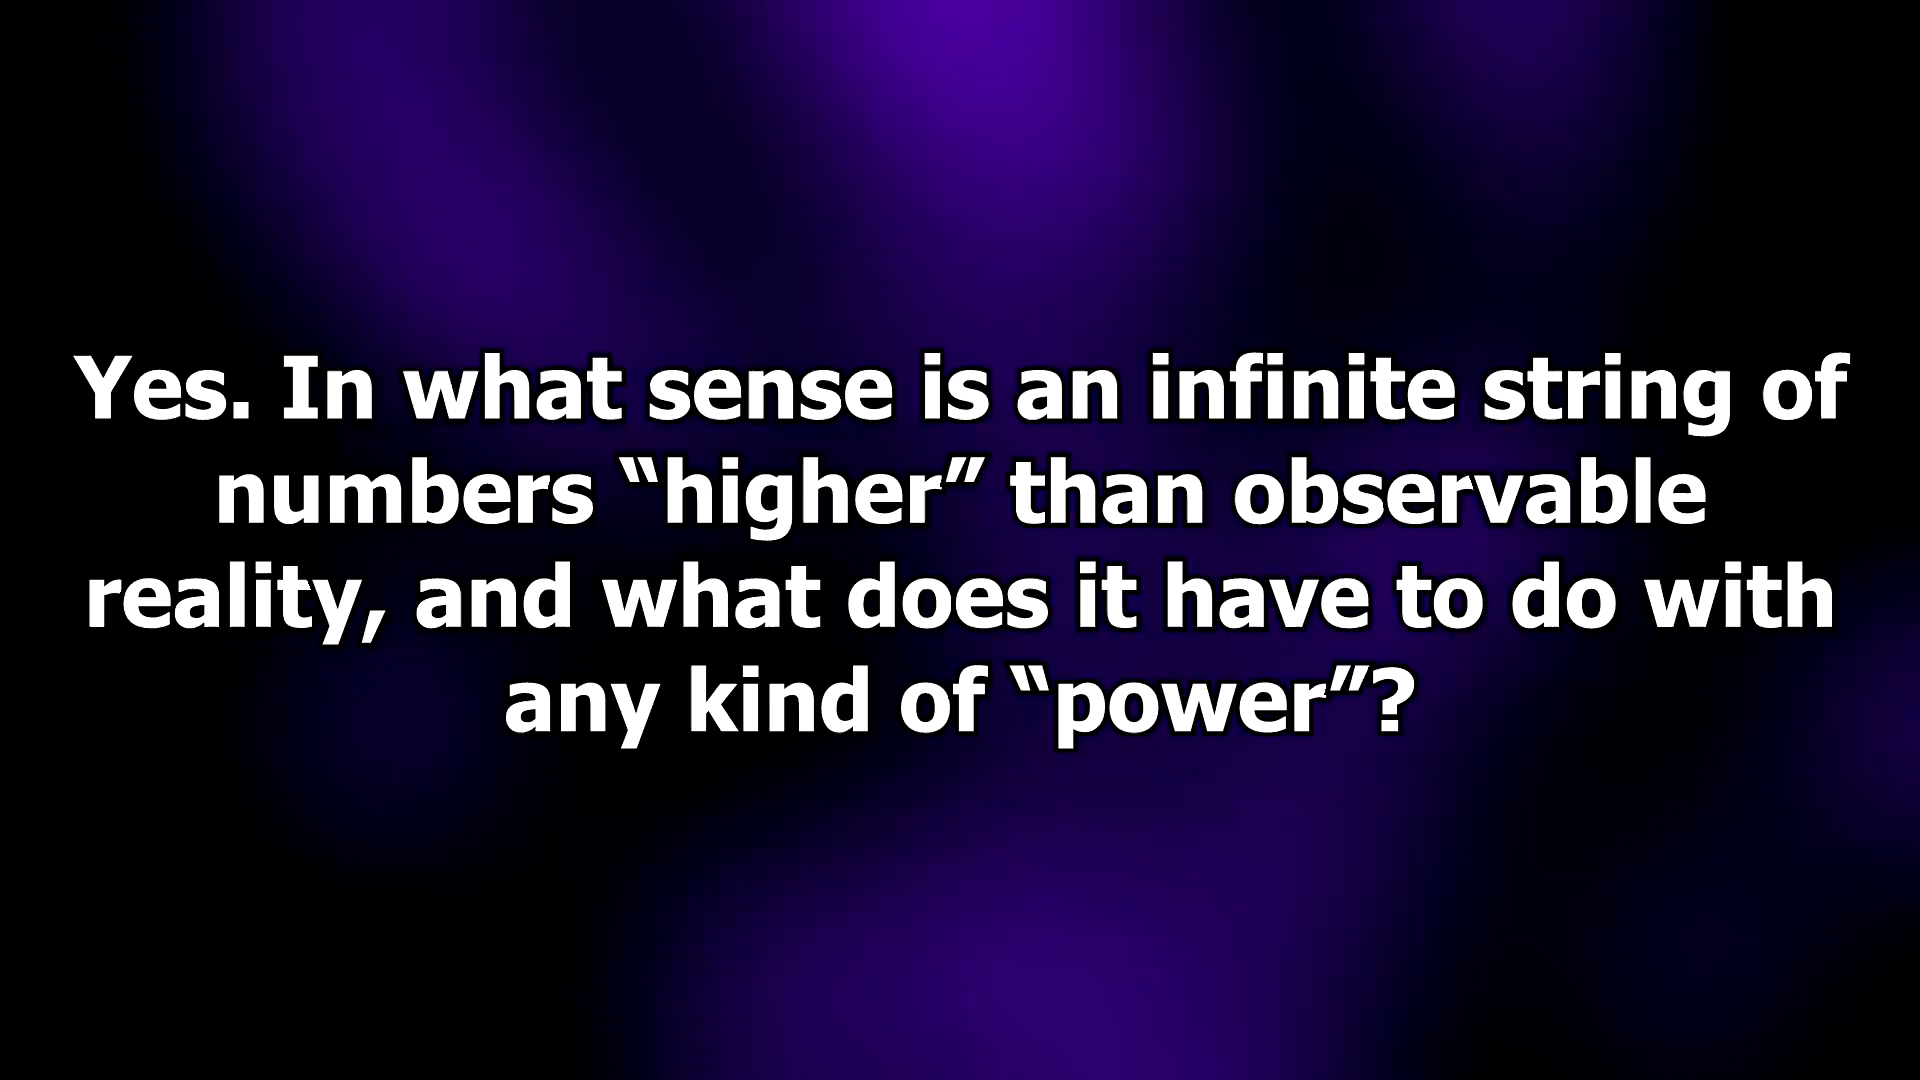 Yes. In what sense is an infinite string of
numbers “higher” than observable
reality, and what does it have to do with
any kind of “power”?